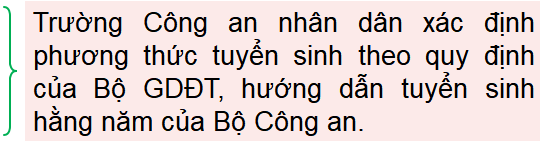 Trường Công an nhân dân xác định
phương thức tuyển sinh theo quy định
của Bộ GDĐT, hướng dẫn tuyển sinh
hằng năm của Bộ Công an.